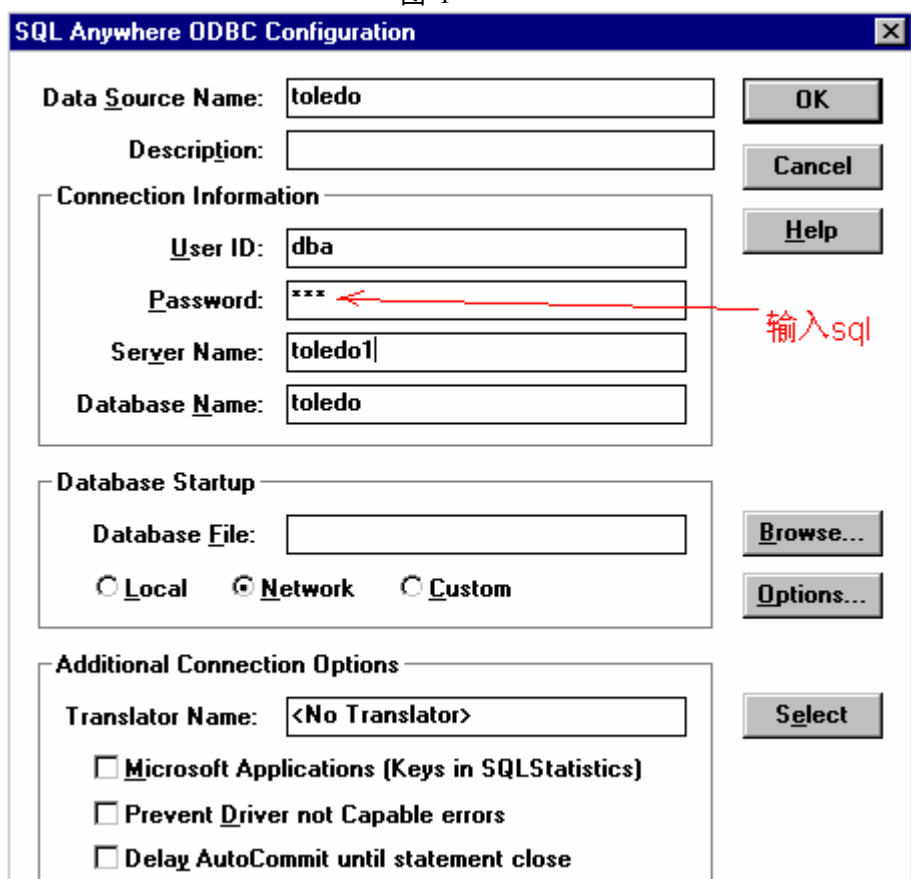 SQL Anywhere ODBC Configuration
Data Source Name: toledo
OK
Description:
Cancel
Connection Information
Help
User ID: dba
Password: ***
输入sql
Server Name: toledo1
Database Name: toledo
Database Startup
Database File:
Browse...
Local Network Custom
Options...
Additional Connection Options
Translator Name: <No Translator>
Select
Microsoft Applications (Keys in SQLStatistics)
Prevent Driver not Capable errors
Delay AutoCommit until statement close